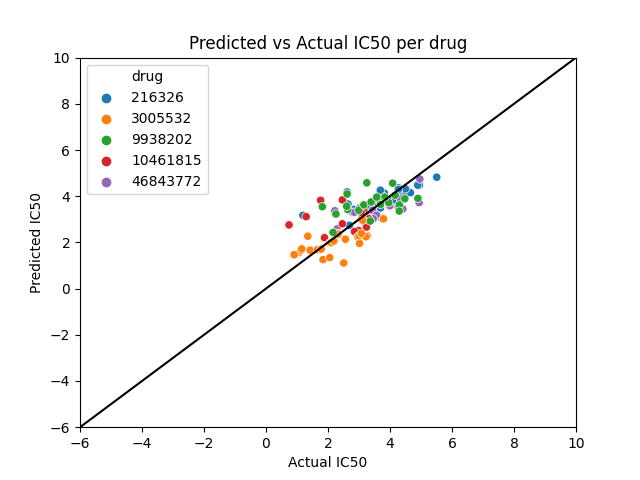 Predicted vs Actual IC50 per drug
drug
216326
3005532
9938202
10461815
46843772
10
8
6
4
2
0
−2
−4
−6
Predicted IC50
−6 −4 −2 0 2 4 6 8 10
Actual IC50